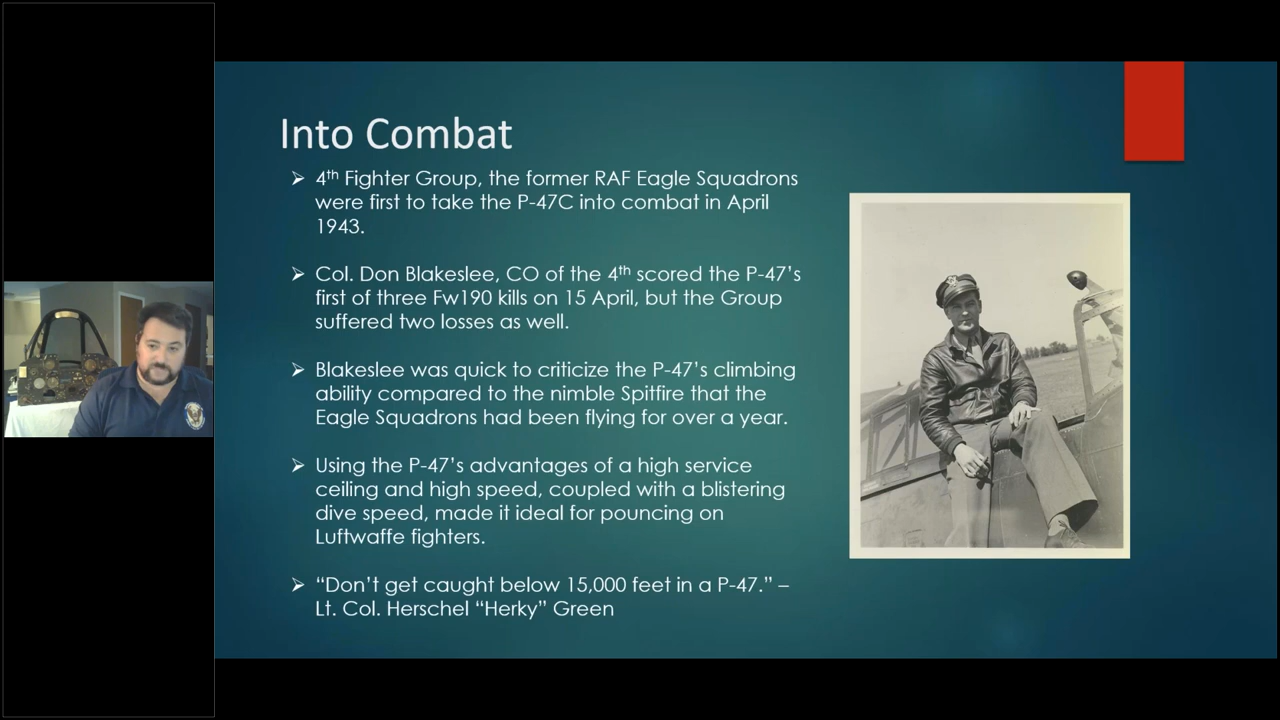 Into Combat
4th Fighter Group, the former RAF Eagle Squadrons
were first to take the P-47C into combat in April
1943.
Col. Don Blakeslee, CO of the 4th scored the P-47’s
first of three Fw190 kills on 15 April, but the Group
suffered two losses as well.
Blakeslee was quick to criticize the P-47’s climbing
ability compared to the nimble Spitfire that the
Eagle Squadrons had been flying for over a year.
Using the P-47’s advantages of a high service
ceiling and high speed, coupled with a blistering
dive speed, made it ideal for pouncing on
Luftwaffe fighters.
“Don’t get caught below 15,000 feet in a P-47.” –
Lt. Col. Herschel “Herky” Green